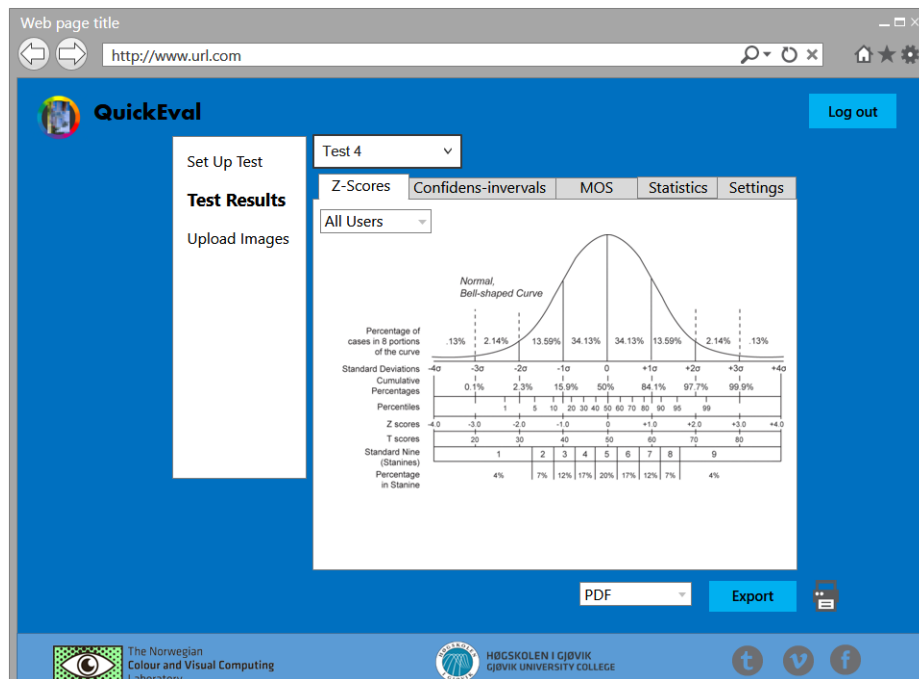 Web page title
http://www.url.com
QuickEval
Log out
Set Up Test
Test Results
Upload Images
Test 4
Z-Scores Confidens-invervals MOS Statistics Settings
All Users
Normal,
Bell-shaped Curve
Percentage of
cases in 8 portions
of the curve
.13% 2.14% 13.59% 34.13% 34.13% 13.59% 2.14% .13%
Standard Deviations -4σ -3σ -2σ -1σ 0 +1σ +2σ +3σ +4σ
Cumulative
Percentages
0.1% 2.3% 15.9% 50% 84.1% 97.7% 99.9%
Percentiles 1 5 10 20 30 40 50 60 70 80 90 95 99
Z scores -4.0 -3.0 -2.0 -1.0 0 +1.0 +2.0 +3.0 +4.0
T scores 20 30 40 50 60 70 80
Standard Nine
(Stanines)
1 2 3 4 5 6 7 8 9
Percentage
in Stanine
4% 7% 12% 17% 20% 17% 12% 7% 4%
PDF
Export
The Norwegian
Colour and Visual Computing
Laboratory
HØGSKOLEN I GJØVIK
GJØVIK UNIVERSITY COLLEGE